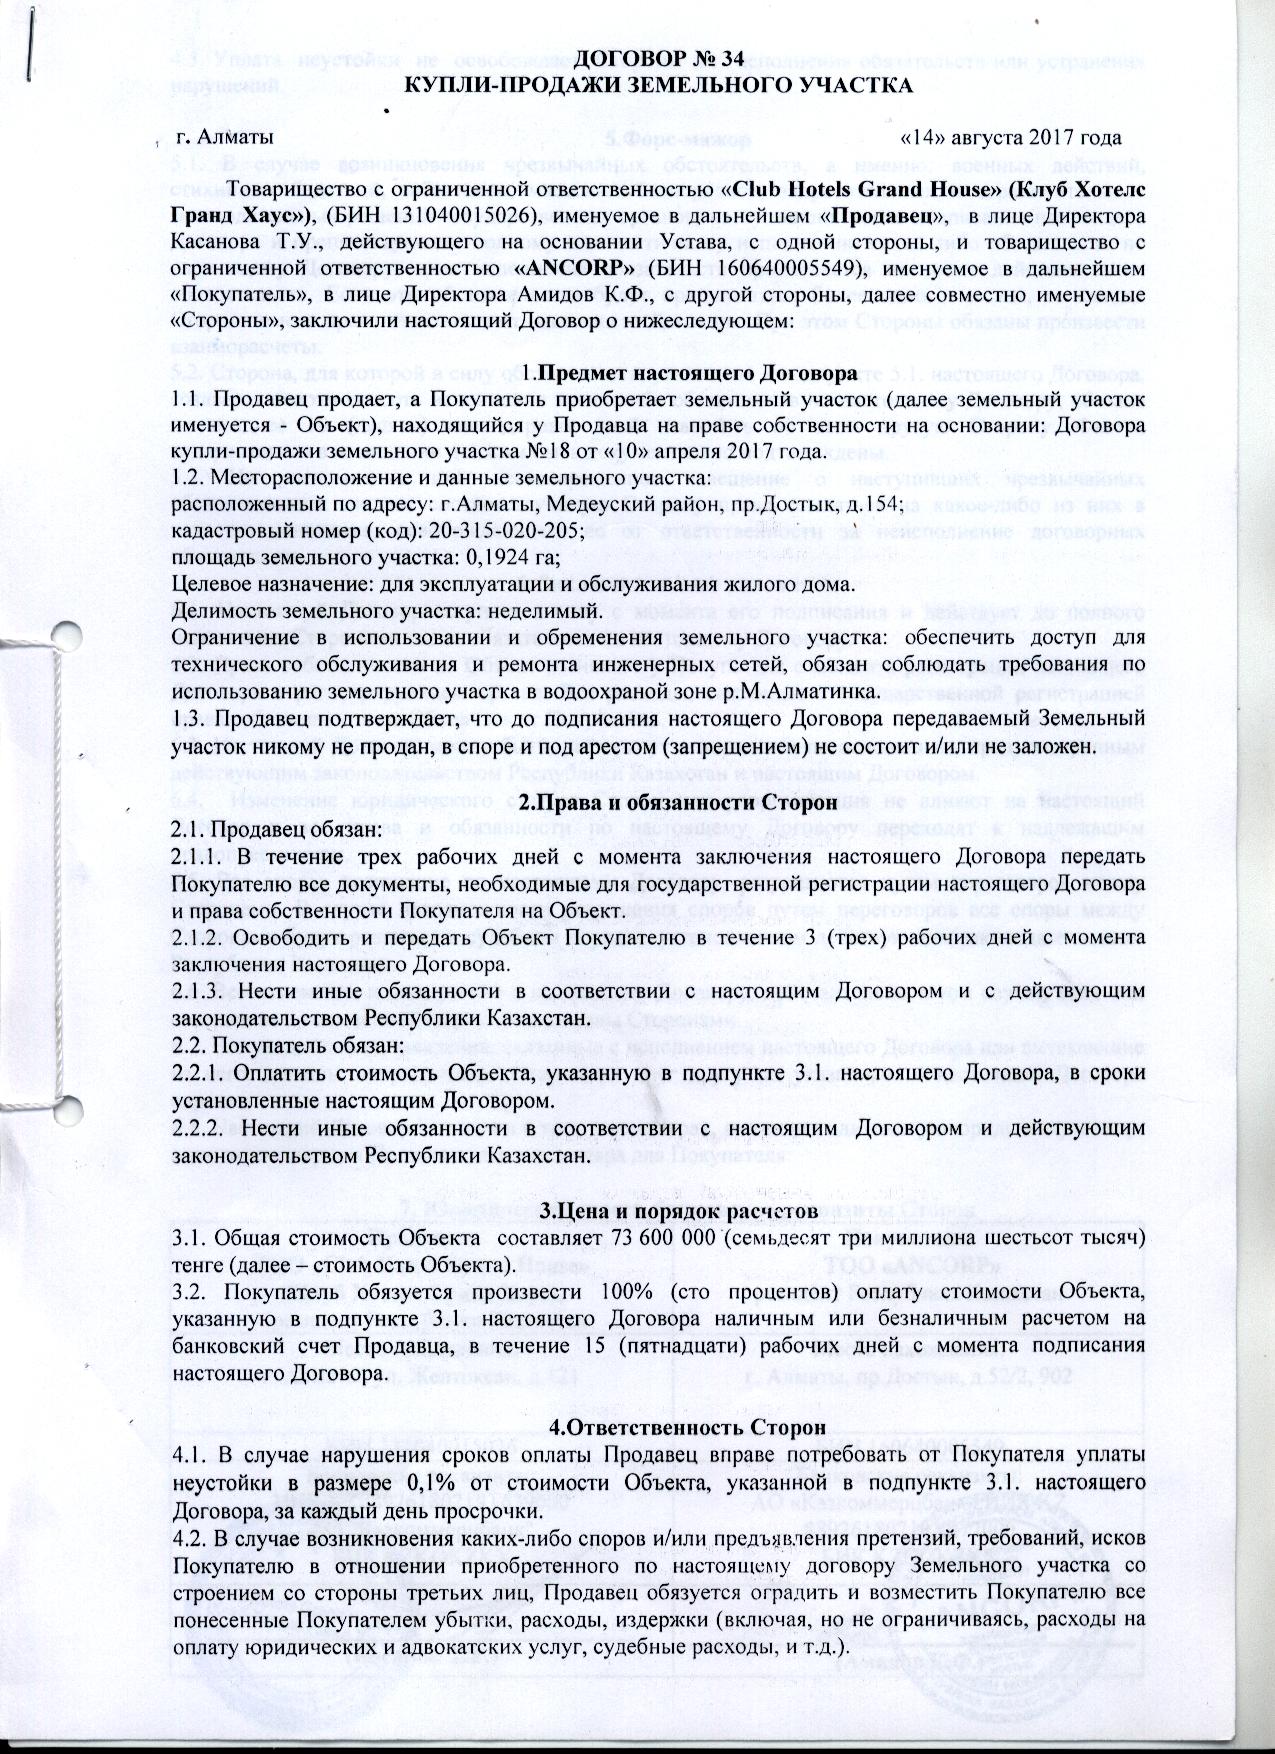 ДОГОВОР № 34
КУПЛИ-ПРОДАЖИ ЗЕМЕЛЬНОГО УЧАСТКА
г. Алматы «14» августа 2017 года
Товарищество с ограниченной ответственностью «Club Hotels Grand House» (Клуб Хотелс
Гранд Хаус»), (БИН 131040015026), именуемое в дальнейшем «Продавец», в лице Директора
Касанова Т.У., действующего на основании Устава, с одной стороны, и товарищество с
ограниченной ответственностью «ANCORP» (БИН 160640005549), именуемое в дальнейшем
«Покупатель», в лице Директора Амидов К.Ф., с другой стороны, далее совместно именуемые
«Стороны», заключили настоящий Договор о нижеследующем:
1.Предмет настоящего Договора
1.1. Продавец продает, а Покупатель приобретает земельный участок (далее земельный участок
именуется - Объект), находящийся у Продавца на праве собственности на основании: Договора
купли-продажи земельного участка №18 от «10» апреля 2017 года.
1.2. Месторасположение и данные земельного участка:
расположенный по адресу: г.Алматы, Медеуский район, пр.Достык, д.154;
кадастровый номер (код): 20-315-020-205;
площадь земельного участка: 0,1924 га;
Целевое назначение: для эксплуатации и обслуживания жилого дома.
Делимость земельного участка: неделимый.
Ограничение в использовании и обременения земельного участка: обеспечить доступ для
технического обслуживания и ремонта инженерных сетей, обязан соблюдать требования по
использованию земельного участка в водоохраной зоне р.М.Алматинка.
1.3. Продавец подтверждает, что до подписания настоящего Договора передаваемый Земельный
участок никому не продан, в споре и под арестом (запрещением) не состоит и/или не заложен.
2.Права и обязанности Сторон
2.1. Продавец обязан:
2.1.1. В течение трех рабочих дней с момента заключения настоящего Договора передать
Покупателю все документы, необходимые для государственной регистрации настоящего Договора
и права собственности Покупателя на Объект.
2.1.2. Освободить и передать Объект Покупателю в течение 3 (трех) рабочих дней с момента
заключения настоящего Договора.
2.1.3. Нести иные обязанности в соответствии с настоящим Договором и с действующим
законодательством Республики Казахстан.
2.2. Покупатель обязан:
2.2.1. Оплатить стоимость Объекта, указанную в подпункте 3.1. настоящего Договора, в сроки
установленные настоящим Договором.
2.2.2. Нести иные обязанности в соответствии с настоящим Договором и действующим
законодательством Республики Казахстан.
3.Цена и порядок расчетов
3.1. Общая стоимость Объекта составляет 73 600 000 (семьдесят три миллиона шестьсот тысяч)
тенге (далее – стоимость Объекта).
3.2. Покупатель обязуется произвести 100% (сто процентов) оплату стоимости Объекта,
указанную в подпункте 3.1. настоящего Договора наличным или безналичным расчетом на
банковский счет Продавца, в течение 15 (пятнадцати) рабочих дней с момента подписания
настоящего Договора.
4.Ответственность Сторон
4.1. В случае нарушения сроков оплаты Продавец вправе потребовать от Покупателя уплаты
неустойки в размере 0,1% от стоимости Объекта, указанной в подпункте 3.1. настоящего
Договора, за каждый день просрочки.
4.2. В случае возникновения каких-либо споров и/или предъявления претензий, требований, исков
Покупателю в отношении приобретенного по настоящему договору Земельного участка со
строением со стороны третьих лиц, Продавец обязуется оградить и возместить Покупателю все
понесенные Покупателем убытки, расходы, издержки (включая, но не ограничиваясь, расходы на
оплату юридических и адвокатских услуг, судебные расходы, и т.д.).